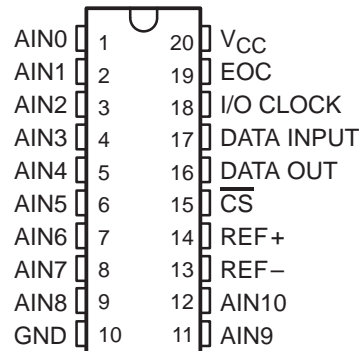 AIN0 1 20 VCC
AIN1 2 19 EOC
AIN2 3 18 I/O CLOCK
AIN3 4 17 DATA INPUT
AIN4 5 16 DATA OUT
AIN5 6 15 C̅S̅
AIN6 7 14 REF+
AIN7 8 13 REF–
AIN8 9 12 AIN10
GND 10 11 AIN9